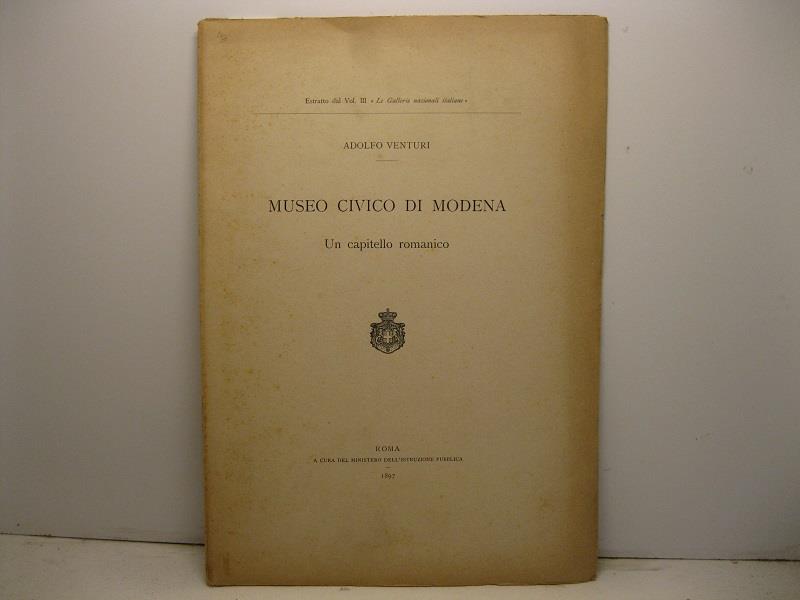 Estratto dal Vol. III « Le Gallerie nazionali italiane »
ADOLFO VENTURI
MUSEO CIVICO DI MODENA
Un capitello romanico
ROMA
A CURA DEL MINISTERO DELL'ISTRUZIONE PUBBLICA
1897